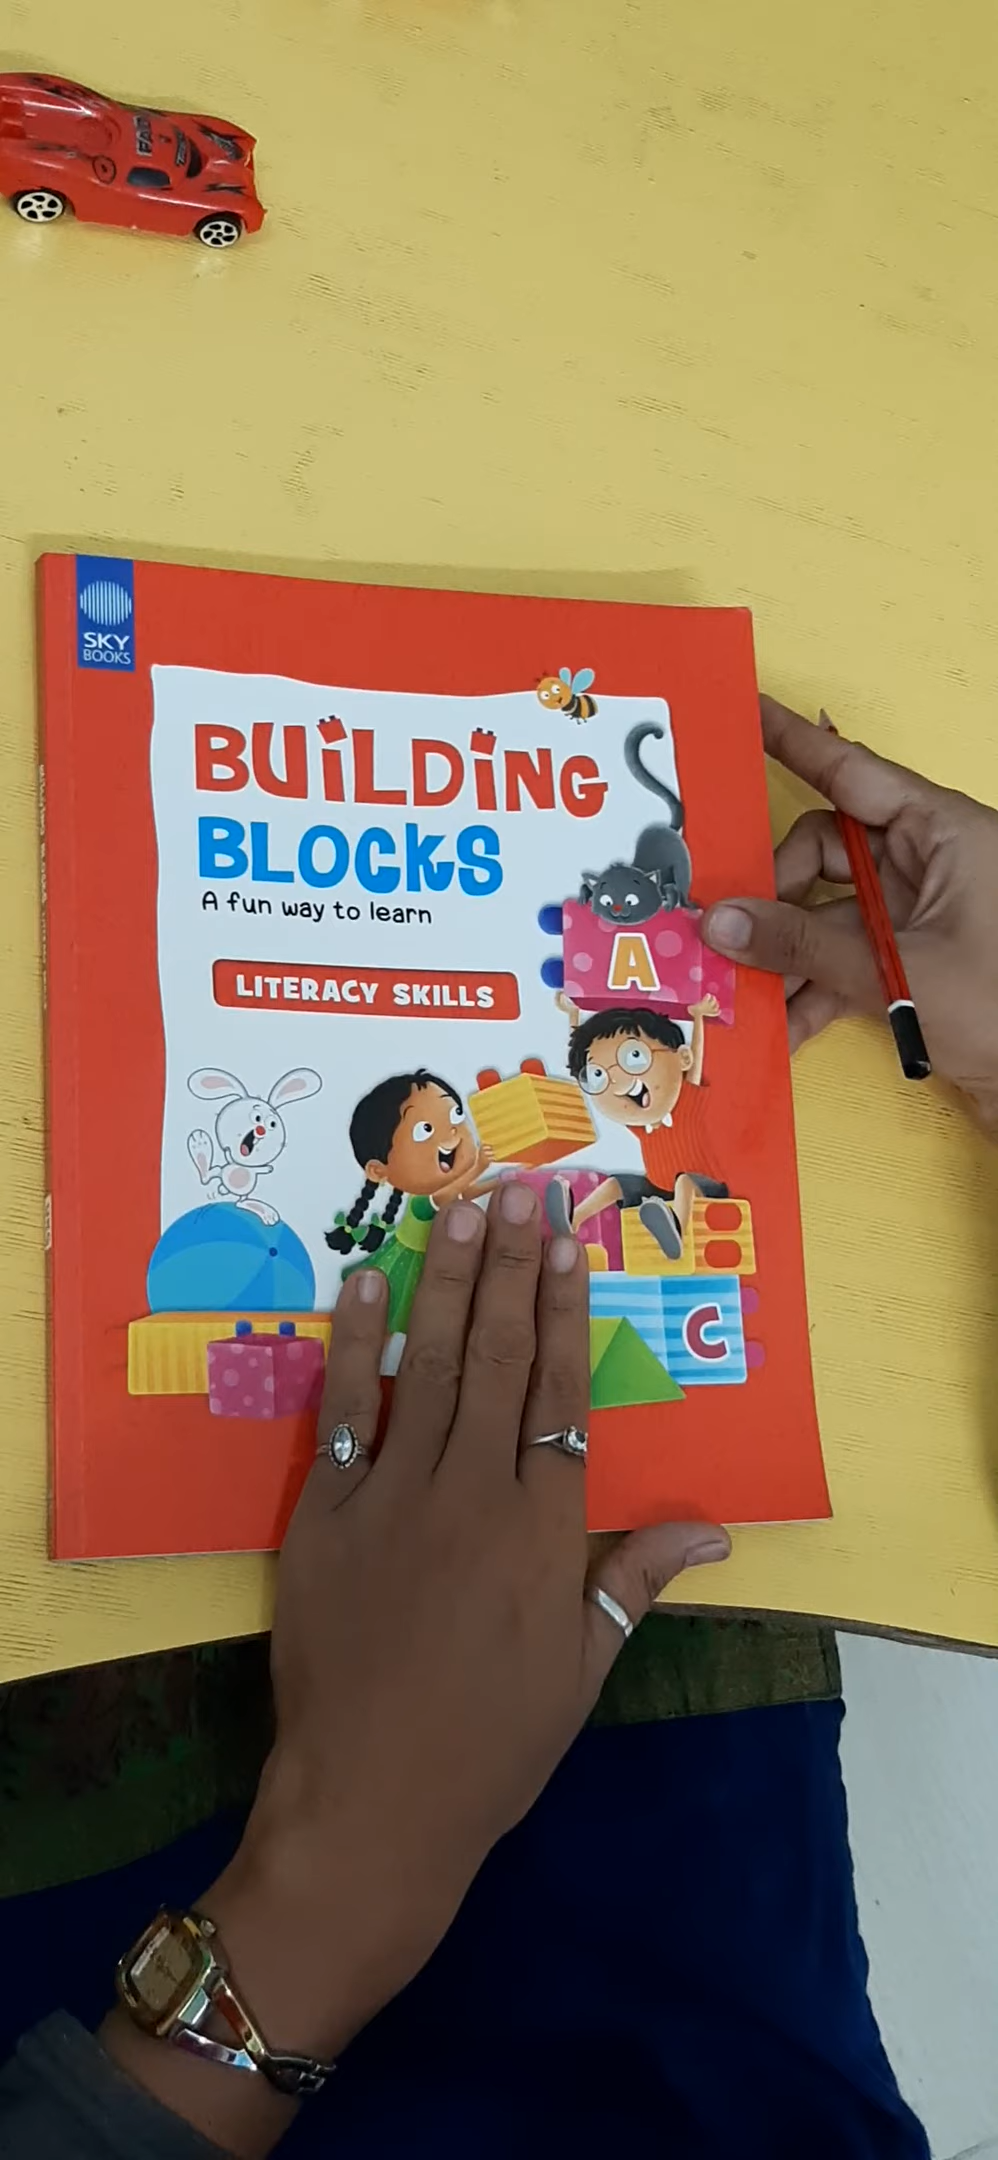 SKY
BOOKS
BUILDING
BLOCKS
A fun way to learn
LITERACY SKILLS
A
C